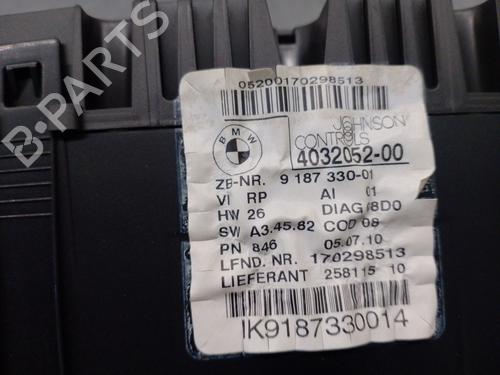 05200170298513
BMW
JOHNSON
CONTROLS
4032052-00
ZB-NR. 9 187 330-01
VI RP AI 01
HW 26 DIAG 8D0
SW A3.45.82 COD 08
PN 846 05.07.10
LFND. NR. 170298513
LIEFERANT 258115 10
IK9187330014
B-PARTS